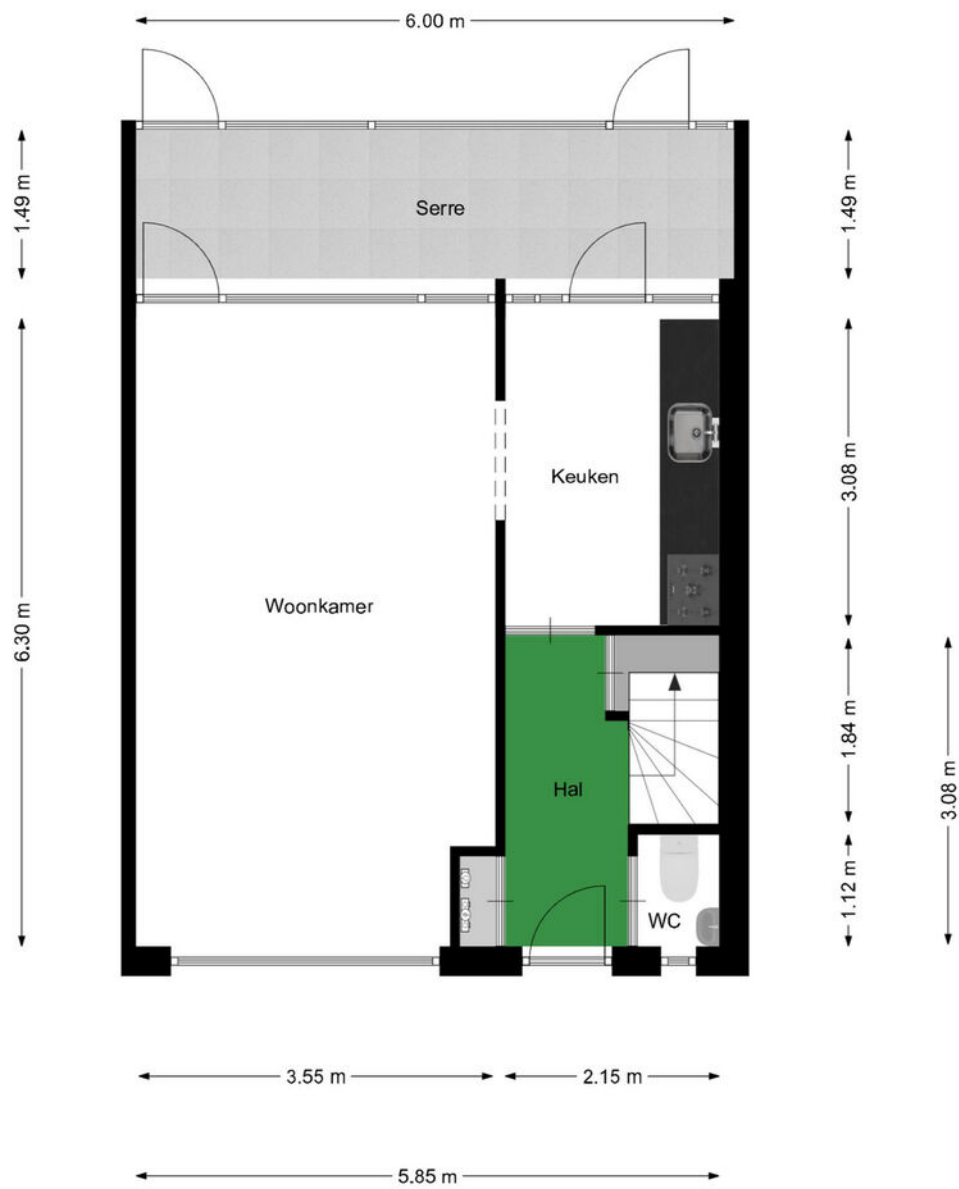 6.00 m
1.49 m
Serre
1.49 m
Keuken
3.08 m
Woonkamer
6.30 m
1.84 m
Hal
3.08 m
1.12 m
WC
3.55 m
2.15 m
5.85 m